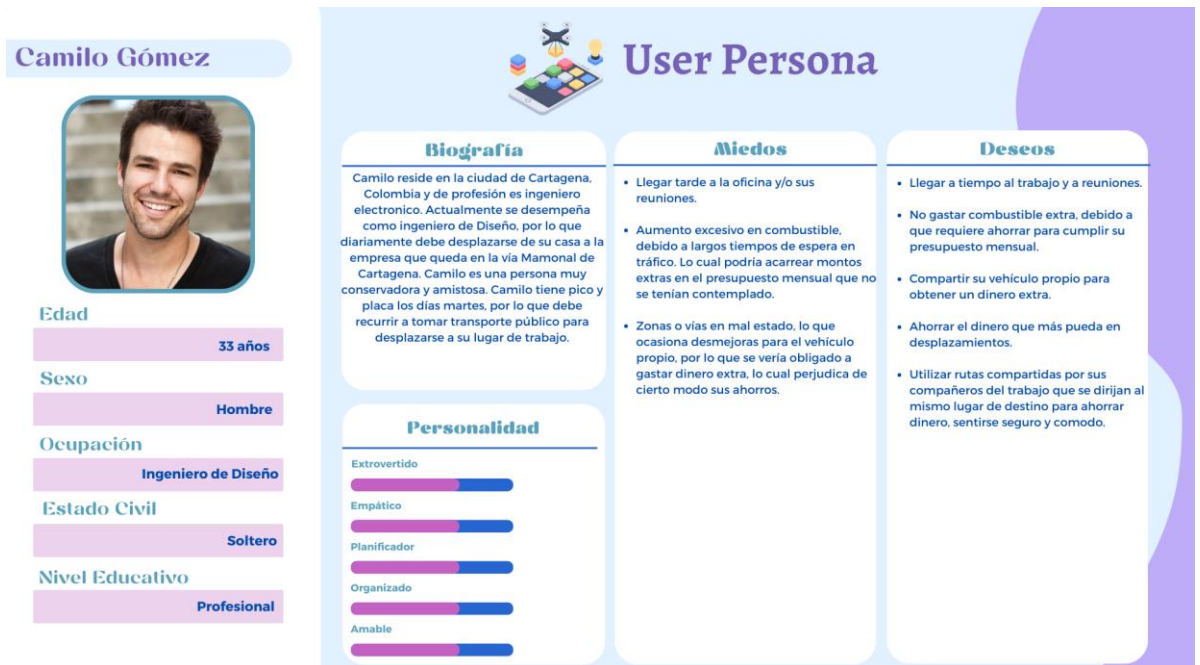 Camilo Gómez
Edad
33 años
Sexo
Hombre
Ocupación
Ingeniero de Diseño
Estado Civil
Soltero
Nivel Educativo
Profesional
User Persona
Biografía
Camilo reside en la ciudad de Cartagena,
Colombia y de profesión es ingeniero
electronico. Actualmente se desempeña
como ingeniero de Diseño, por lo que
diariamente debe desplazarse de su casa a la
empresa que queda en la vía Mamonal de
Cartagena. Camilo es una persona muy
conservadora y amistosa. Camilo tiene pico y
placa los días martes, por lo que debe
recurrir a tomar transporte público para
desplazarse a su lugar de trabajo.
Personalidad
Extrovertido
Empático
Planificador
Organizado
Amable
Miedos
• Llegar tarde a la oficina y/o sus
reuniones.
• Aumento excesivo en combustible,
debido a largos tiempos de espera en
tráfico. Lo cual podría acarrear montos
extras en el presupuesto mensual que no
se tenían contemplado.
• Zonas o vías en mal estado, lo que
ocasiona desmejoras para el vehículo
propio, por lo que se vería obligado a
gastar dinero extra, lo cual perjudica de
cierto modo sus ahorros.
Deseos
• Llegar a tiempo al trabajo y a reuniones.
• No gastar combustible extra, debido a
que requiere ahorrar para cumplir su
presupuesto mensual.
• Compartir su vehículo propio para
obtener un dinero extra.
• Ahorrar el dinero que más pueda en
desplazamientos.
• Utilizar rutas compartidas por sus
compañeros del trabajo que se dirijan al
mismo lugar de destino para ahorrar
dinero, sentirse seguro y comodo.